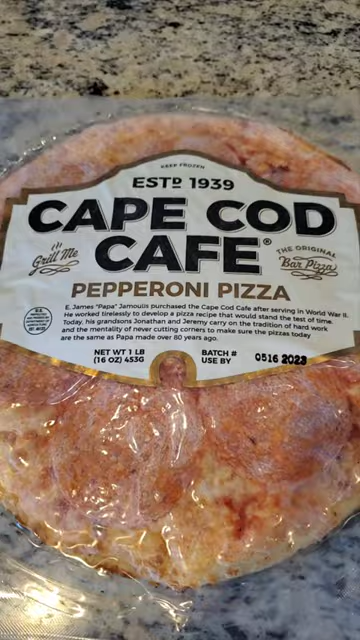 KEEP FROZEN
ESTD 1939
CAPE COD
CAFE®
Grill Me
THE ORIGINAL
Bar Pizza
PEPPERONI PIZZA
E. James "Papa" Jamoulis purchased the Cape Cod Cafe after serving in World War II.
He worked tirelessly to develop a pizza recipe that would stand the test of time.
Today, his grandsons Jonathan and Jeremy carry on the tradition of hard work
and the mentality of never cutting corners to make sure the pizzas today
are the same as Papa made over 80 years ago.
NET WT 1 LB
(16 OZ) 453G
BATCH #
USE BY
0516 2023